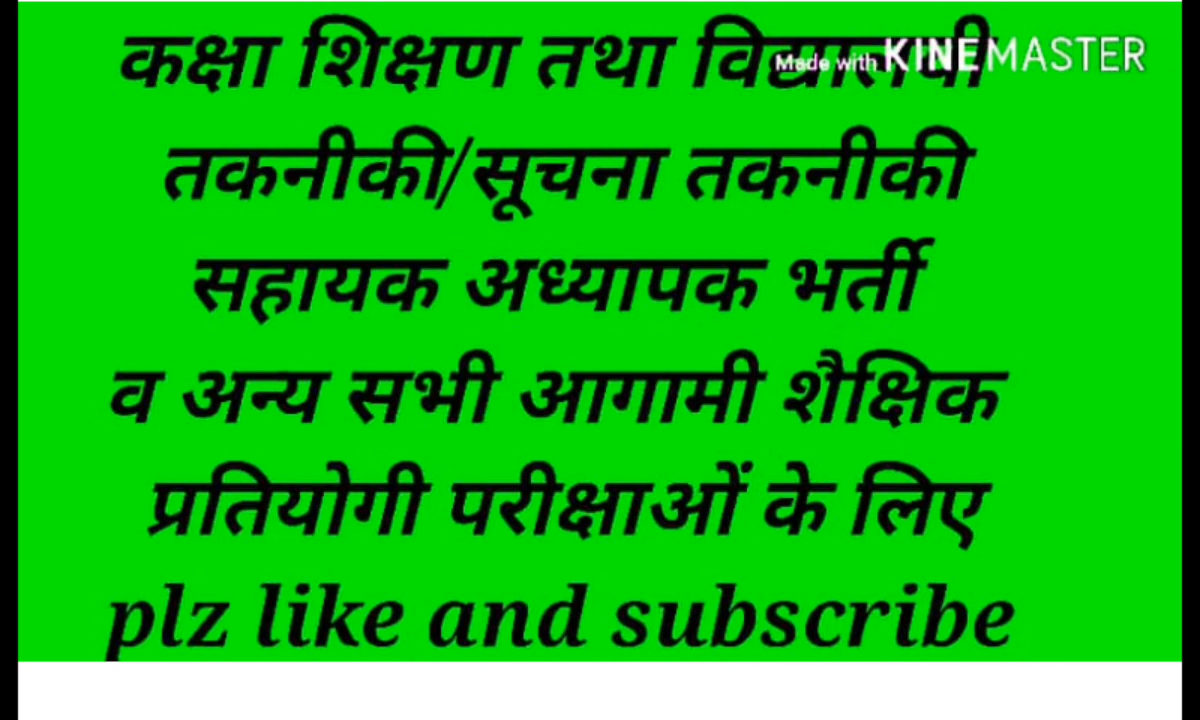 कक्षा शिक्षण तथा
Made with KINEMASTER
तकनीकी/सूचना तकनीकी
सहायक अध्यापक भर्ती
व अन्य सभी आगामी शैक्षिक
प्रतियोगी परीक्षाओं के लिए
plz like and subscribe